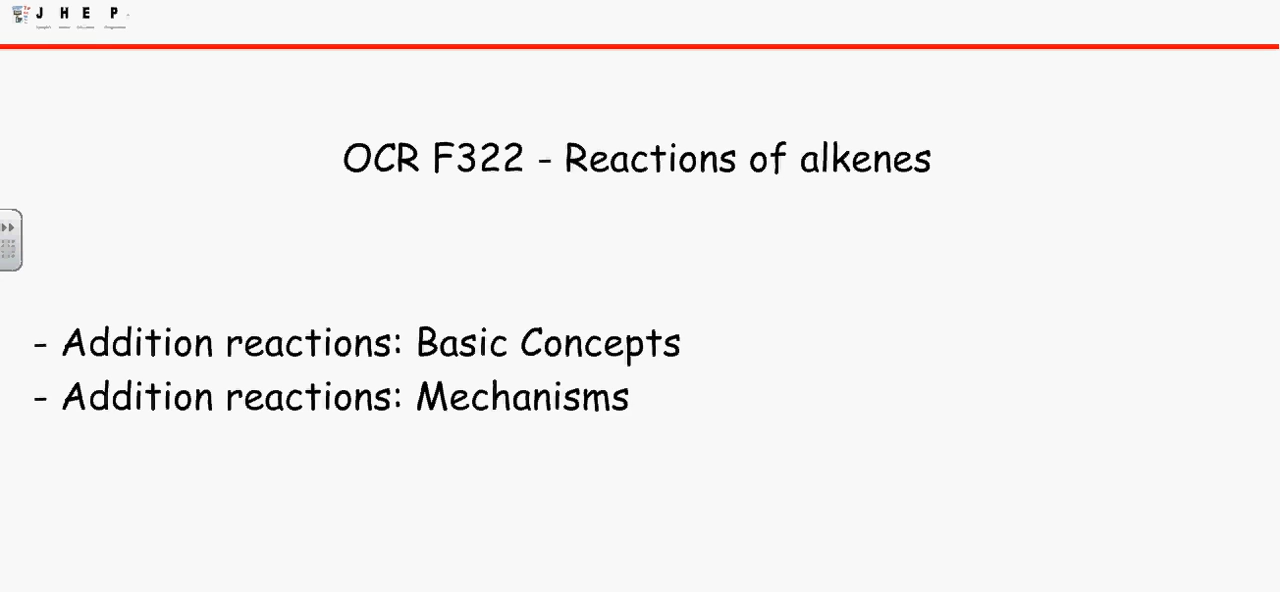 J H E P
OCR F322 - Reactions of alkenes
- Addition reactions: Basic Concepts
- Addition reactions: Mechanisms